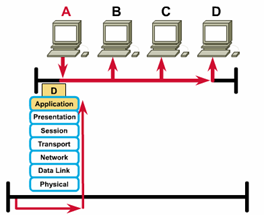 A B C D
D
Application
Presentation
Session
Transport
Network
Data Link
Physical